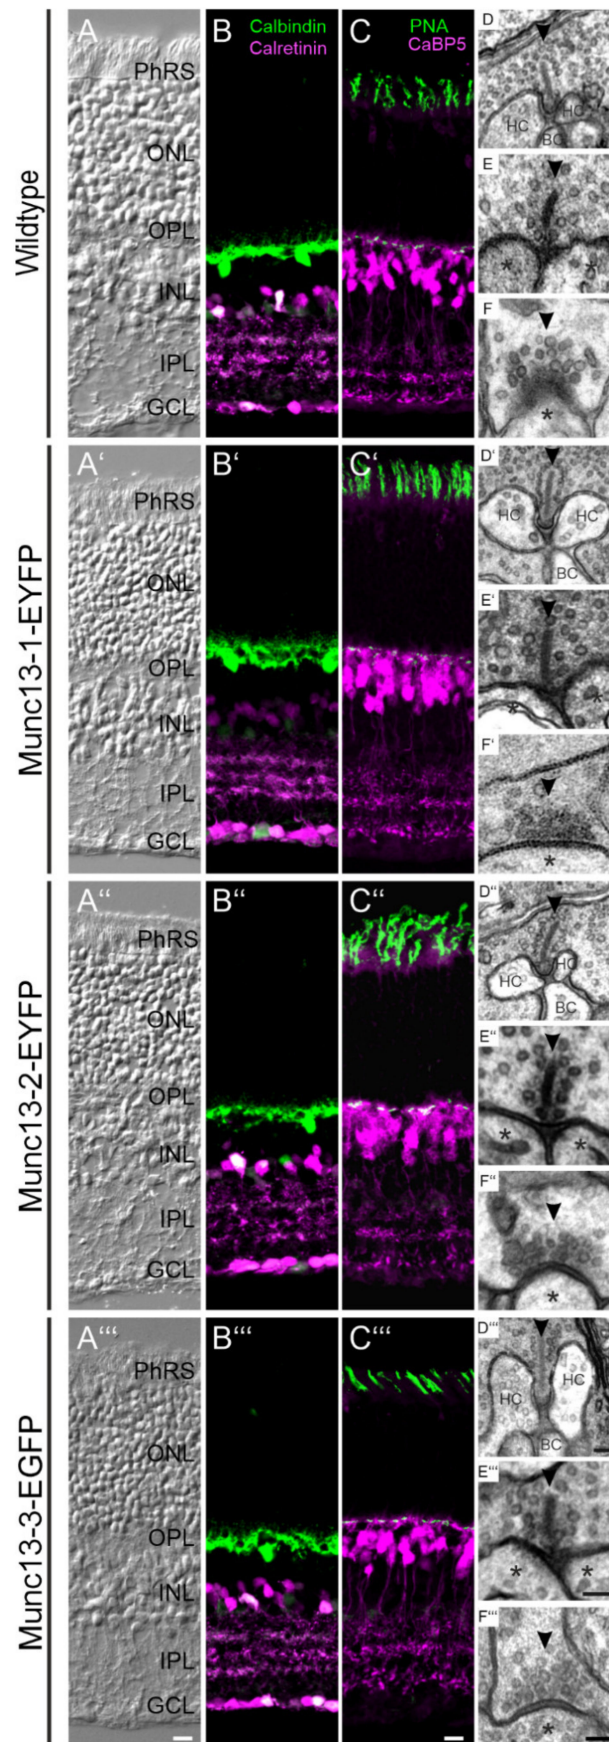 Wildtype
A
PhRS
ONL
OPL
INL
IPL
GCL
B
Calbindin
Calretinin
C
PNA
CaBP5
D
HC
HC
BC
E
*
*
F
*
Munc13-1-EYFP
A‘
PhRS
ONL
OPL
INL
IPL
GCL
B‘
C‘
D‘
HC
HC
BC
E‘
*
*
F‘
*
Munc13-2-EYFP
A‘‘
PhRS
ONL
OPL
INL
IPL
GCL
B‘‘
C‘‘
D‘‘
HC
HC
BC
E‘‘
*
*
F‘‘
*
Munc13-3-EGFP
A‘‘‘
PhRS
ONL
OPL
INL
IPL
GCL
B‘‘‘
C‘‘‘
D‘‘‘
HC
HC
BC
E‘‘‘
*
*
F‘‘‘
*